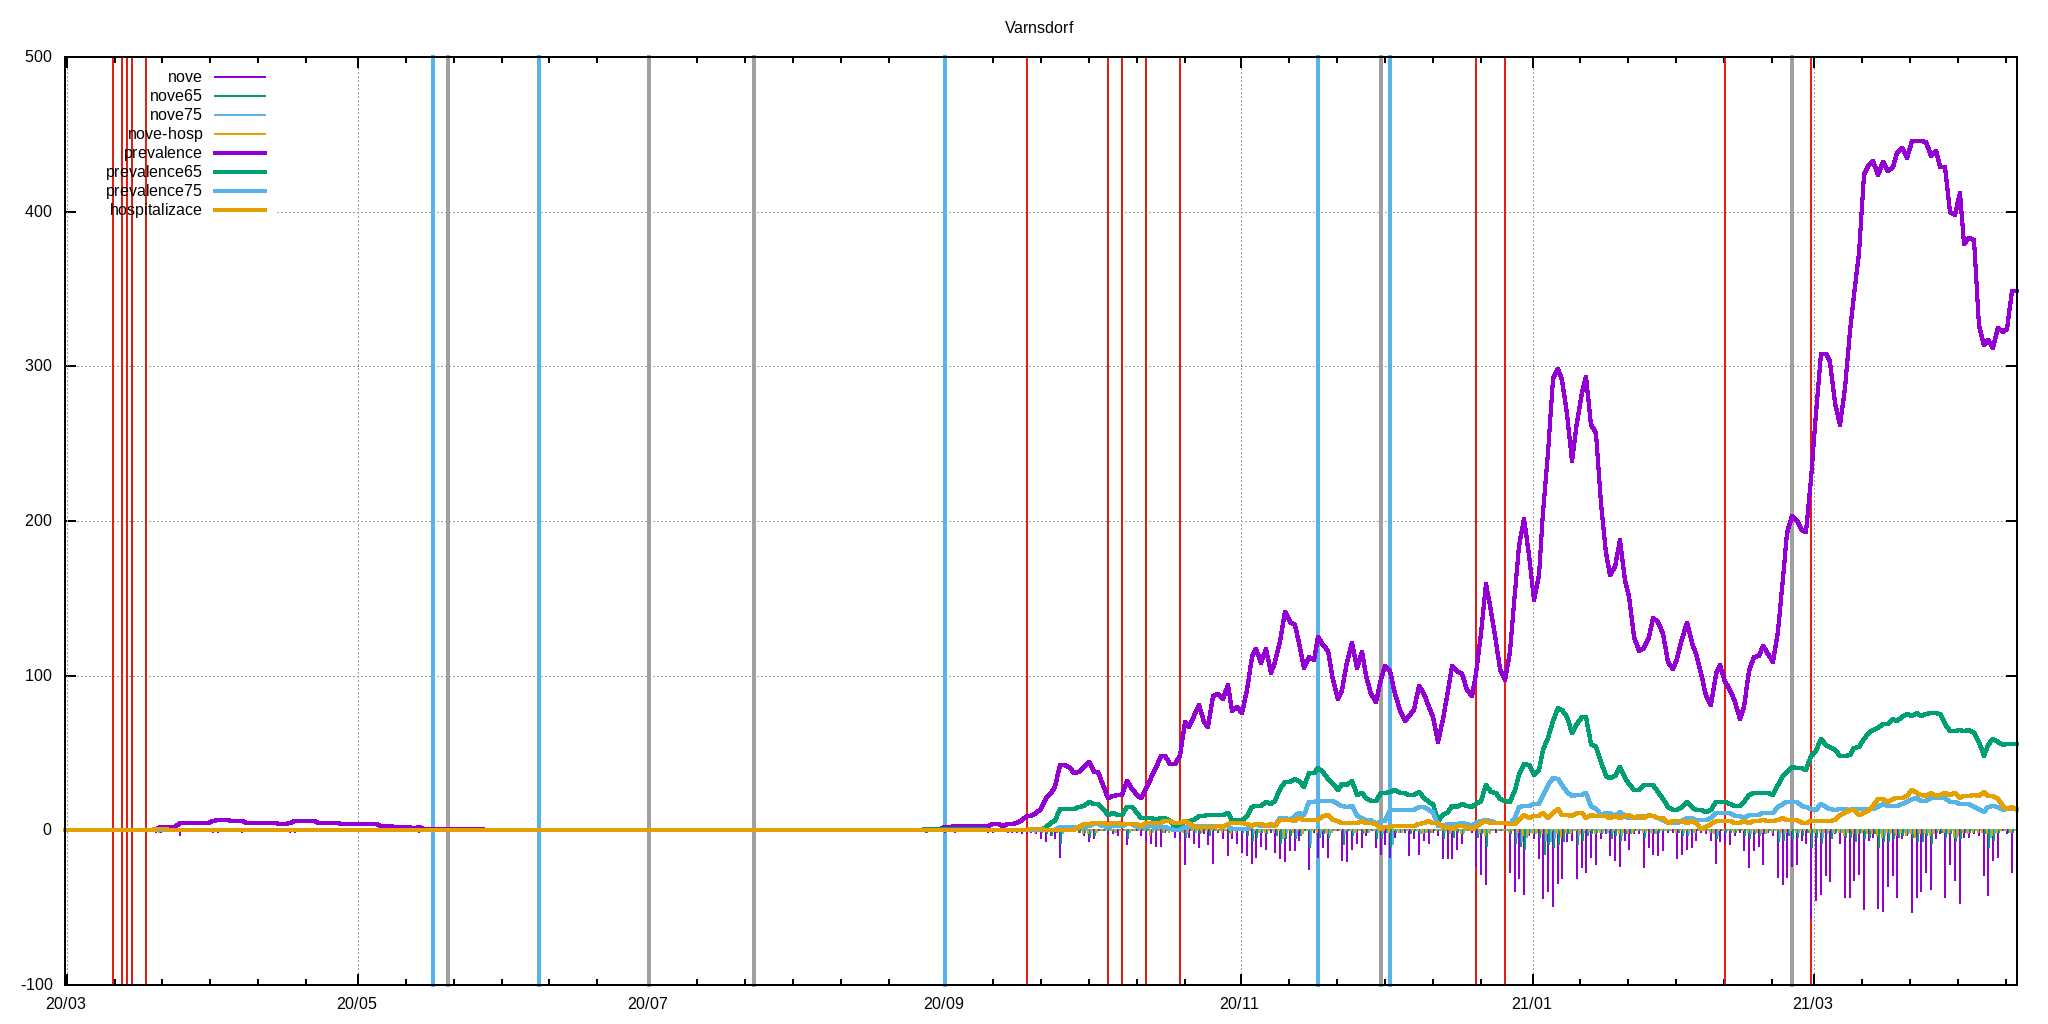 Varnsdorf
500
400
300
200
100
0
-100
nove
nove65
nove75
nove-hosp
prevalence
prevalence65
prevalence75
hospitalizace
20/03 20/05 20/07 20/09 20/11 21/01 21/03